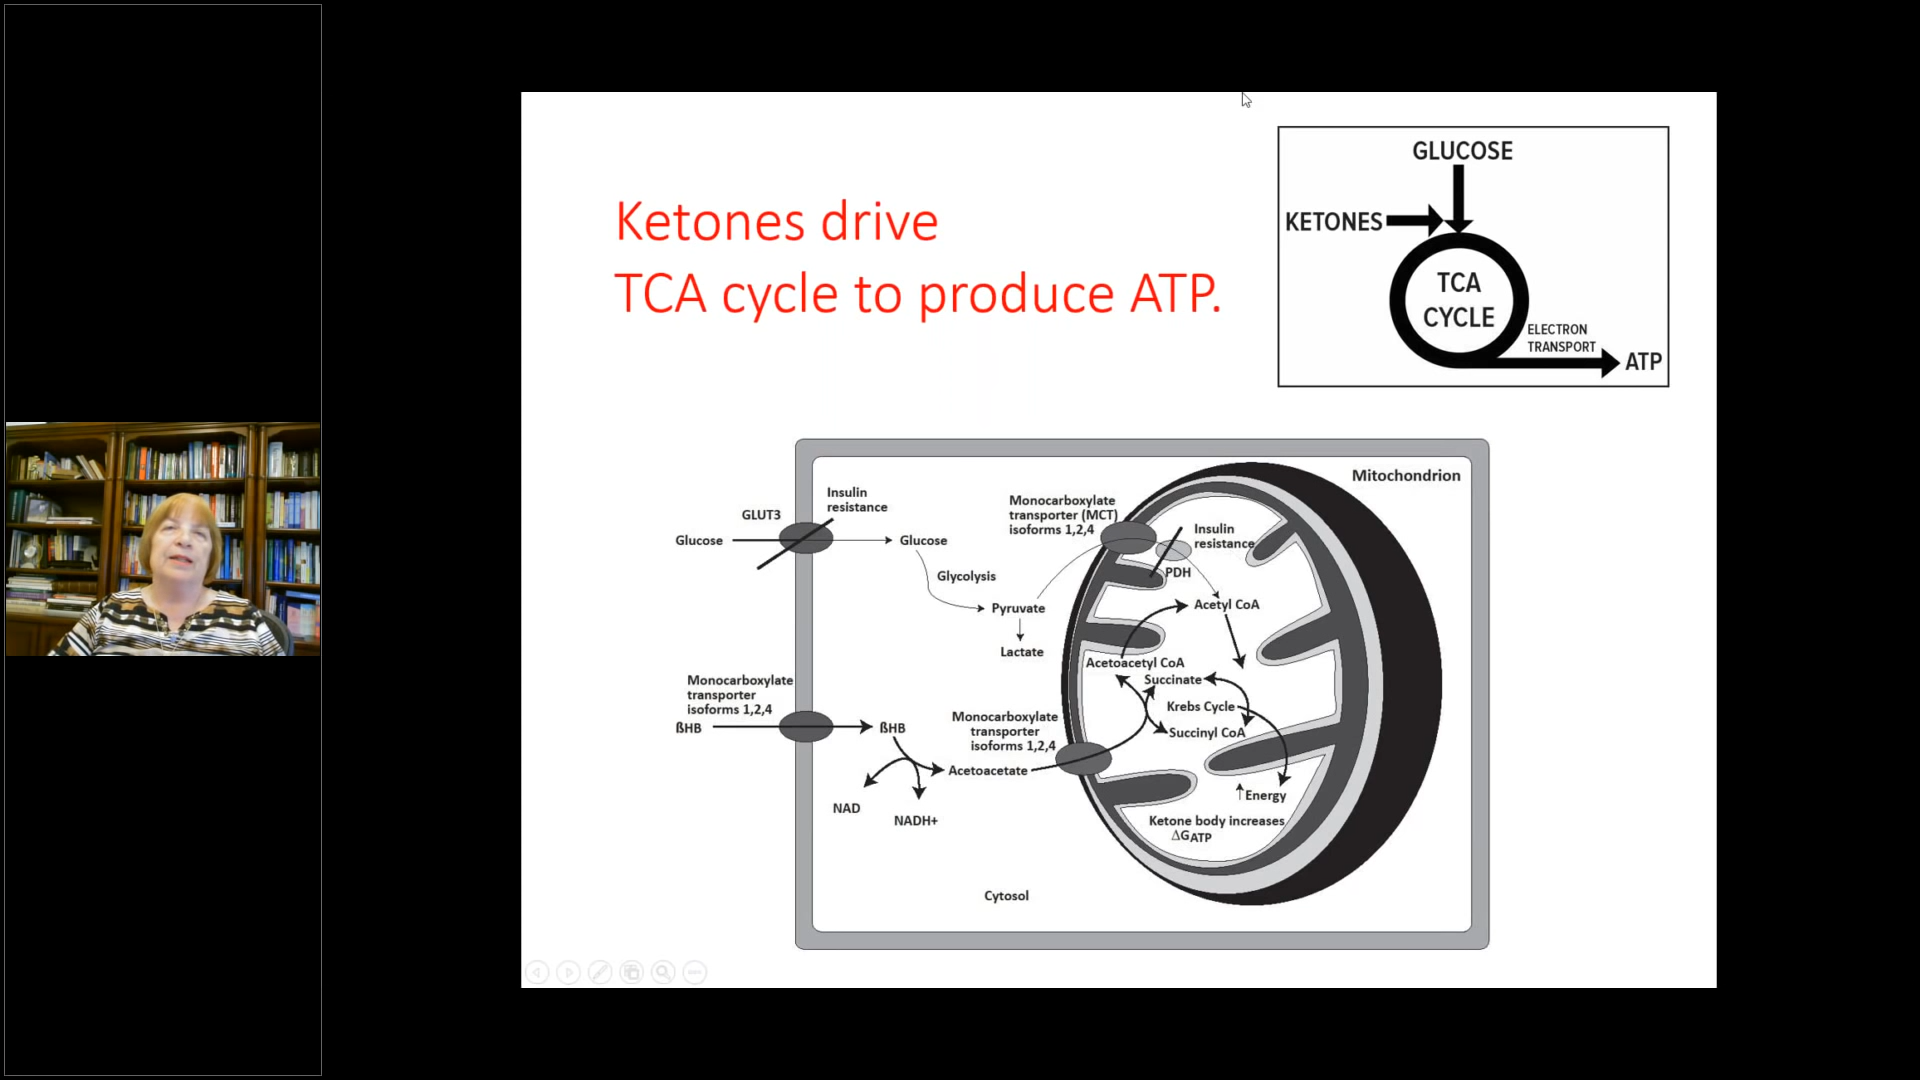 Ketones drive
TCA cycle to produce ATP.
GLUCOSE
KETONES
TCA
CYCLE
ELECTRON
TRANSPORT
ATP
Mitochondrion
Insulin
resistance
GLUT3
Glucose
Glucose
Glycolysis
Pyruvate
Lactate
Monocarboxylate
transporter (MCT)
isoforms 1,2,4
Insulin
resistance
PDH
Acetyl CoA
Acetoacetyl CoA
Succinate
Krebs Cycle
Succinyl CoA
Monocarboxylate
transporter
isoforms 1,2,4
ßHB
ßHB
Monocarboxylate
transporter
isoforms 1,2,4
Acetoacetate
NAD
NADH+
↑Energy
Ketone body increases
ΔGATP
Cytosol